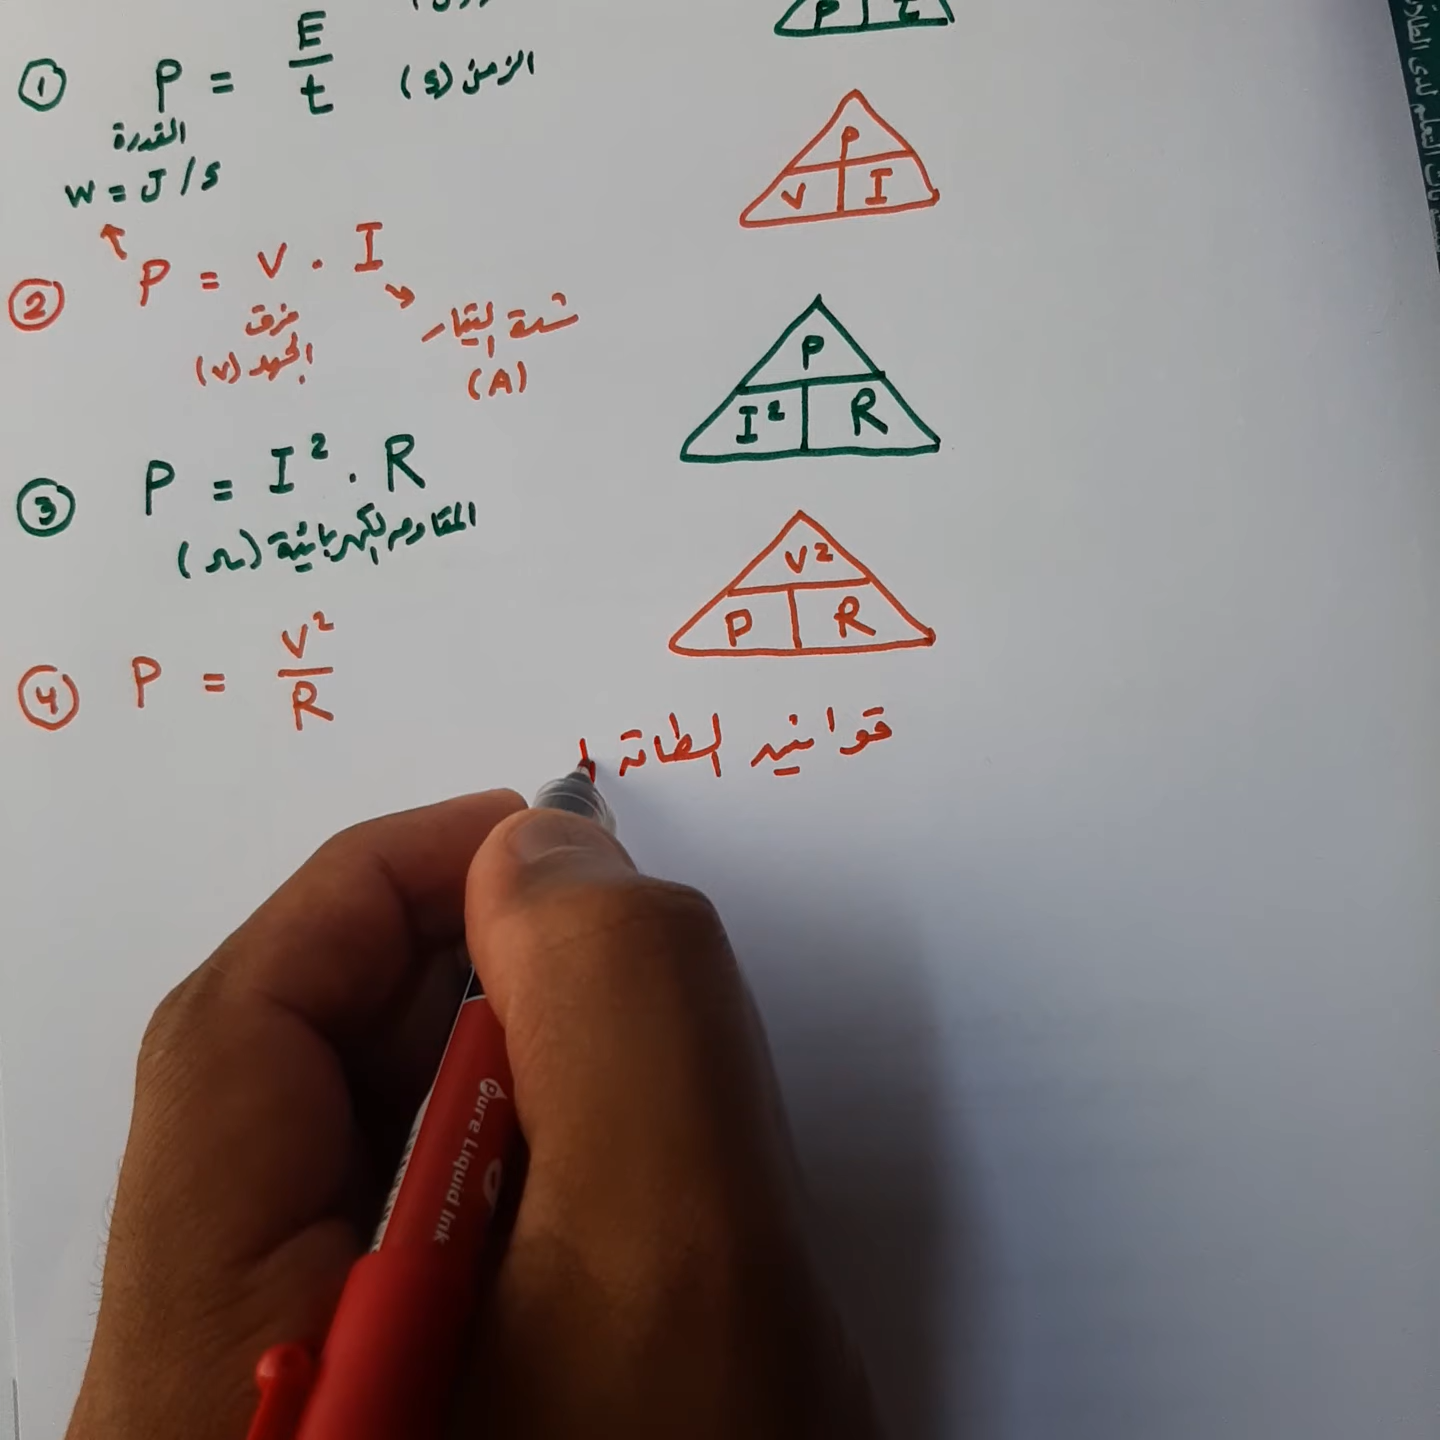 ① P = E/t الزمن (s)
القدرة
W = J/s
P t
② P = V . I
فرق الجهد (V)
شدة التيار (A)
P
V I
③ P = I² . R
المقاومة الكهربائية (Ω)
P
I² R
④ P = V²/R
V²
P R
قوانين الطاقة ا
Pure Liquid Ink